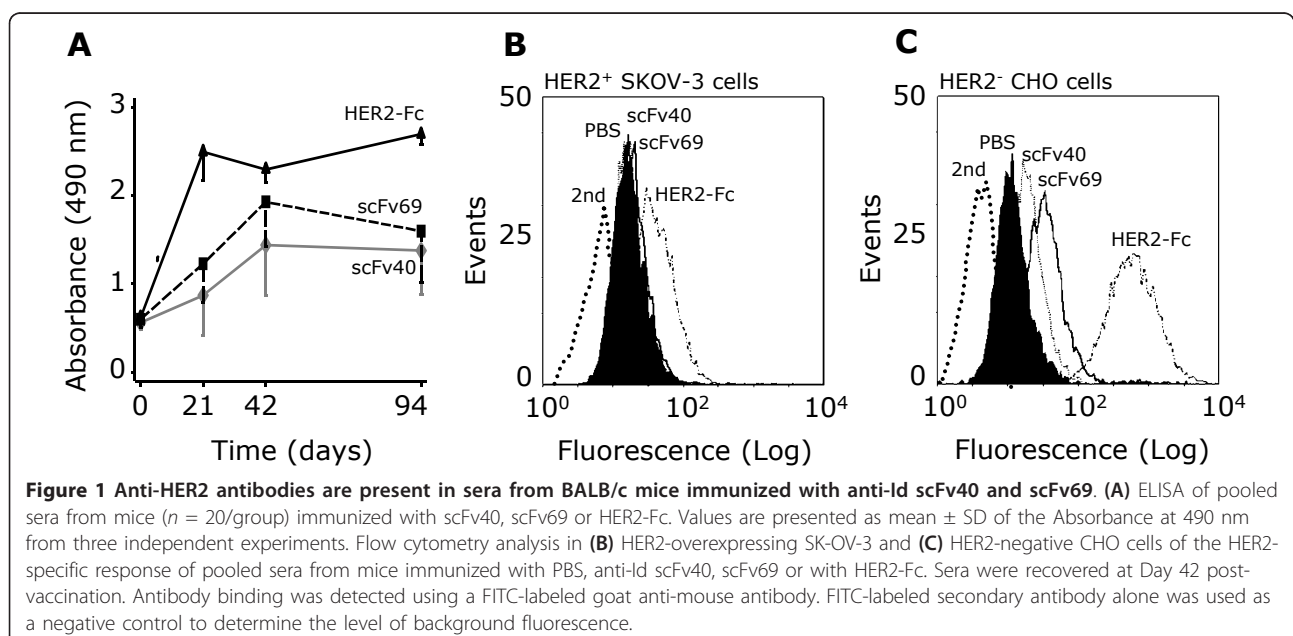 A
B
C
HER2⁺ SKOV-3 cells
HER2⁻ CHO cells
3
2
1
0
Absorbance (490 nm)
HER2-Fc
scFv69
scFv40
0 21 42 94
Time (days)
50
25
0
Events
PBS
scFv40
scFv69
2nd
HER2-Fc
10⁰ 10² 10⁴
Fluorescence (Log)
50
25
0
Events
PBS
scFv40
scFv69
2nd
HER2-Fc
10⁰ 10² 10⁴
Fluorescence (Log)
Figure 1 Anti-HER2 antibodies are present in sera from BALB/c mice immunized with anti-Id scFv40 and scFv69. (A) ELISA of pooled
sera from mice (n = 20/group) immunized with scFv40, scFv69 or HER2-Fc. Values are presented as mean ± SD of the Absorbance at 490 nm
from three independent experiments. Flow cytometry analysis in (B) HER2-overexpressing SK-OV-3 and (C) HER2-negative CHO cells of the HER2-
specific response of pooled sera from mice immunized with PBS, anti-Id scFv40, scFv69 or with HER2-Fc. Sera were recovered at Day 42 post-
vaccination. Antibody binding was detected using a FITC-labeled goat anti-mouse antibody. FITC-labeled secondary antibody alone was used as
a negative control to determine the level of background fluorescence.